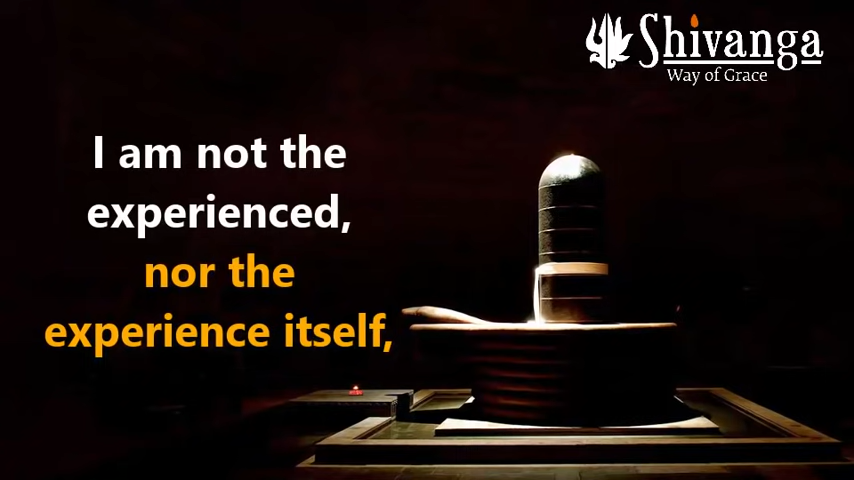 Shivanga
Way of Grace
I am not the
experienced,
nor the
experience itself,